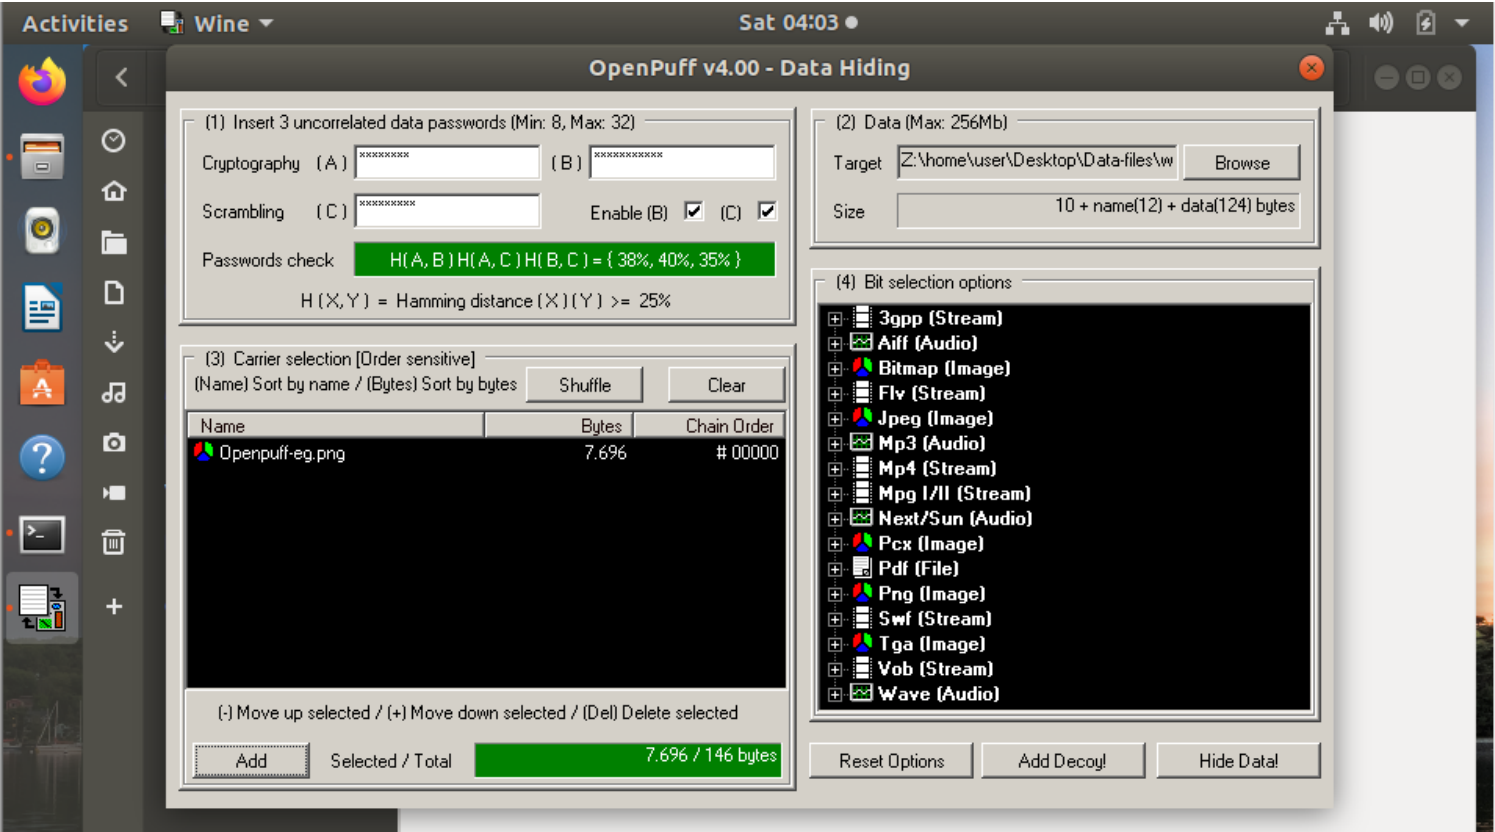 Activities Wine Sat 04:03
OpenPuff v4.00 - Data Hiding
(1) Insert 3 uncorrelated data passwords (Min: 8, Max: 32)
Cryptography (A) ******** (B) ***********
Scrambling (C) ********* Enable (B) (C)
Passwords check H(A, B) H(A, C) H(B, C) = { 38%, 40%, 35% }
H (X,Y) = Hamming distance (X)(Y) >= 25%
(2) Data (Max: 256Mb)
Target Z:\home\user\Desktop\Data-files\w Browse
Size 10 + name(12) + data(124) bytes
(3) Carrier selection [Order sensitive]
(Name) Sort by name / (Bytes) Sort by bytes Shuffle Clear
Name Bytes Chain Order
Openpuff-eg.png 7.696 # 00000
(-) Move up selected / (+) Move down selected / (Del) Delete selected
Add Selected / Total 7.696 / 146 bytes
(4) Bit selection options
3gpp (Stream)
Aiff (Audio)
Bitmap (Image)
Flv (Stream)
Jpeg (Image)
Mp3 (Audio)
Mp4 (Stream)
Mpg I/II (Stream)
Next/Sun (Audio)
Pcx (Image)
Pdf (File)
Png (Image)
Swf (Stream)
Tga (Image)
Vob (Stream)
Wave (Audio)
Reset Options Add Decoy! Hide Data!